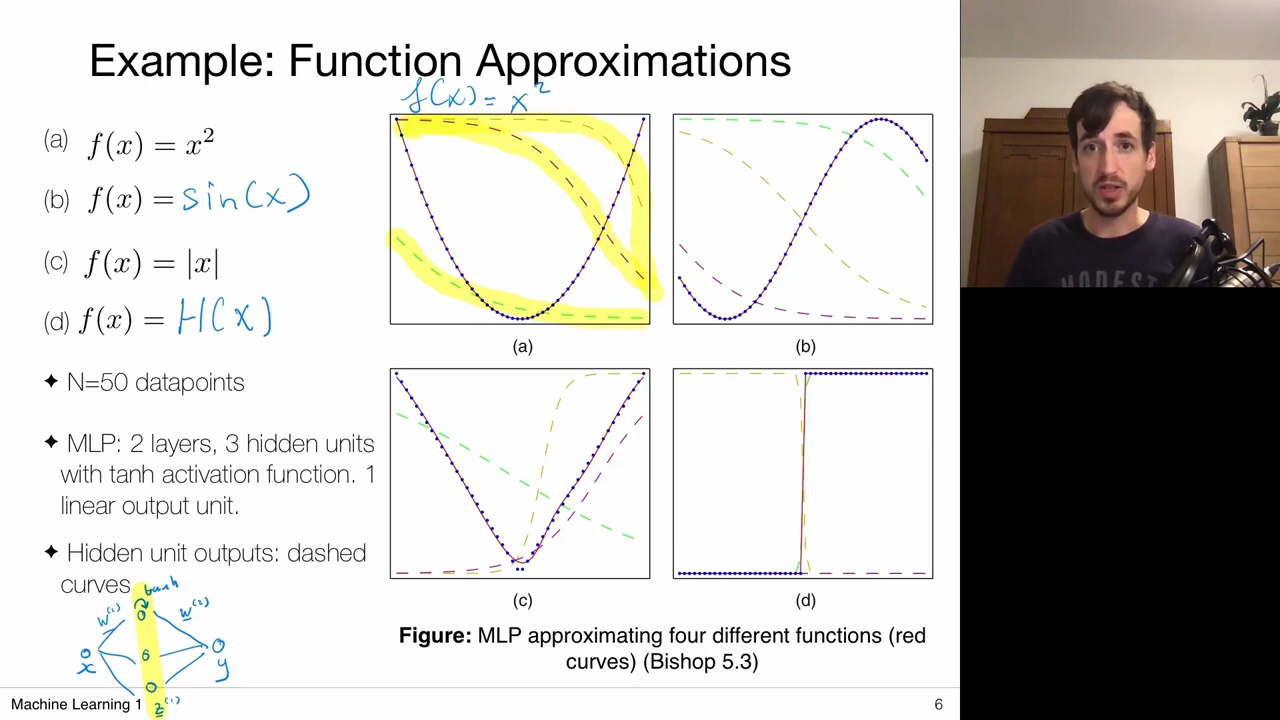 Example: Function Approximations
f(x) = x²
(a) f(x) = x²
(b) f(x) = sin(x)
(c) f(x) = |x|
(d) f(x) = H(x)
✦ N=50 datapoints
✦ MLP: 2 layers, 3 hidden units
with tanh activation function. 1
linear output unit.
✦ Hidden unit outputs: dashed
curves
(a)
(b)
(c)
(d)
Figure: MLP approximating four different functions (red
curves) (Bishop 5.3)
tanh
w⁽¹⁾
w⁽²⁾
x
y
z⁽¹⁾
MODEST
Machine Learning 1
6